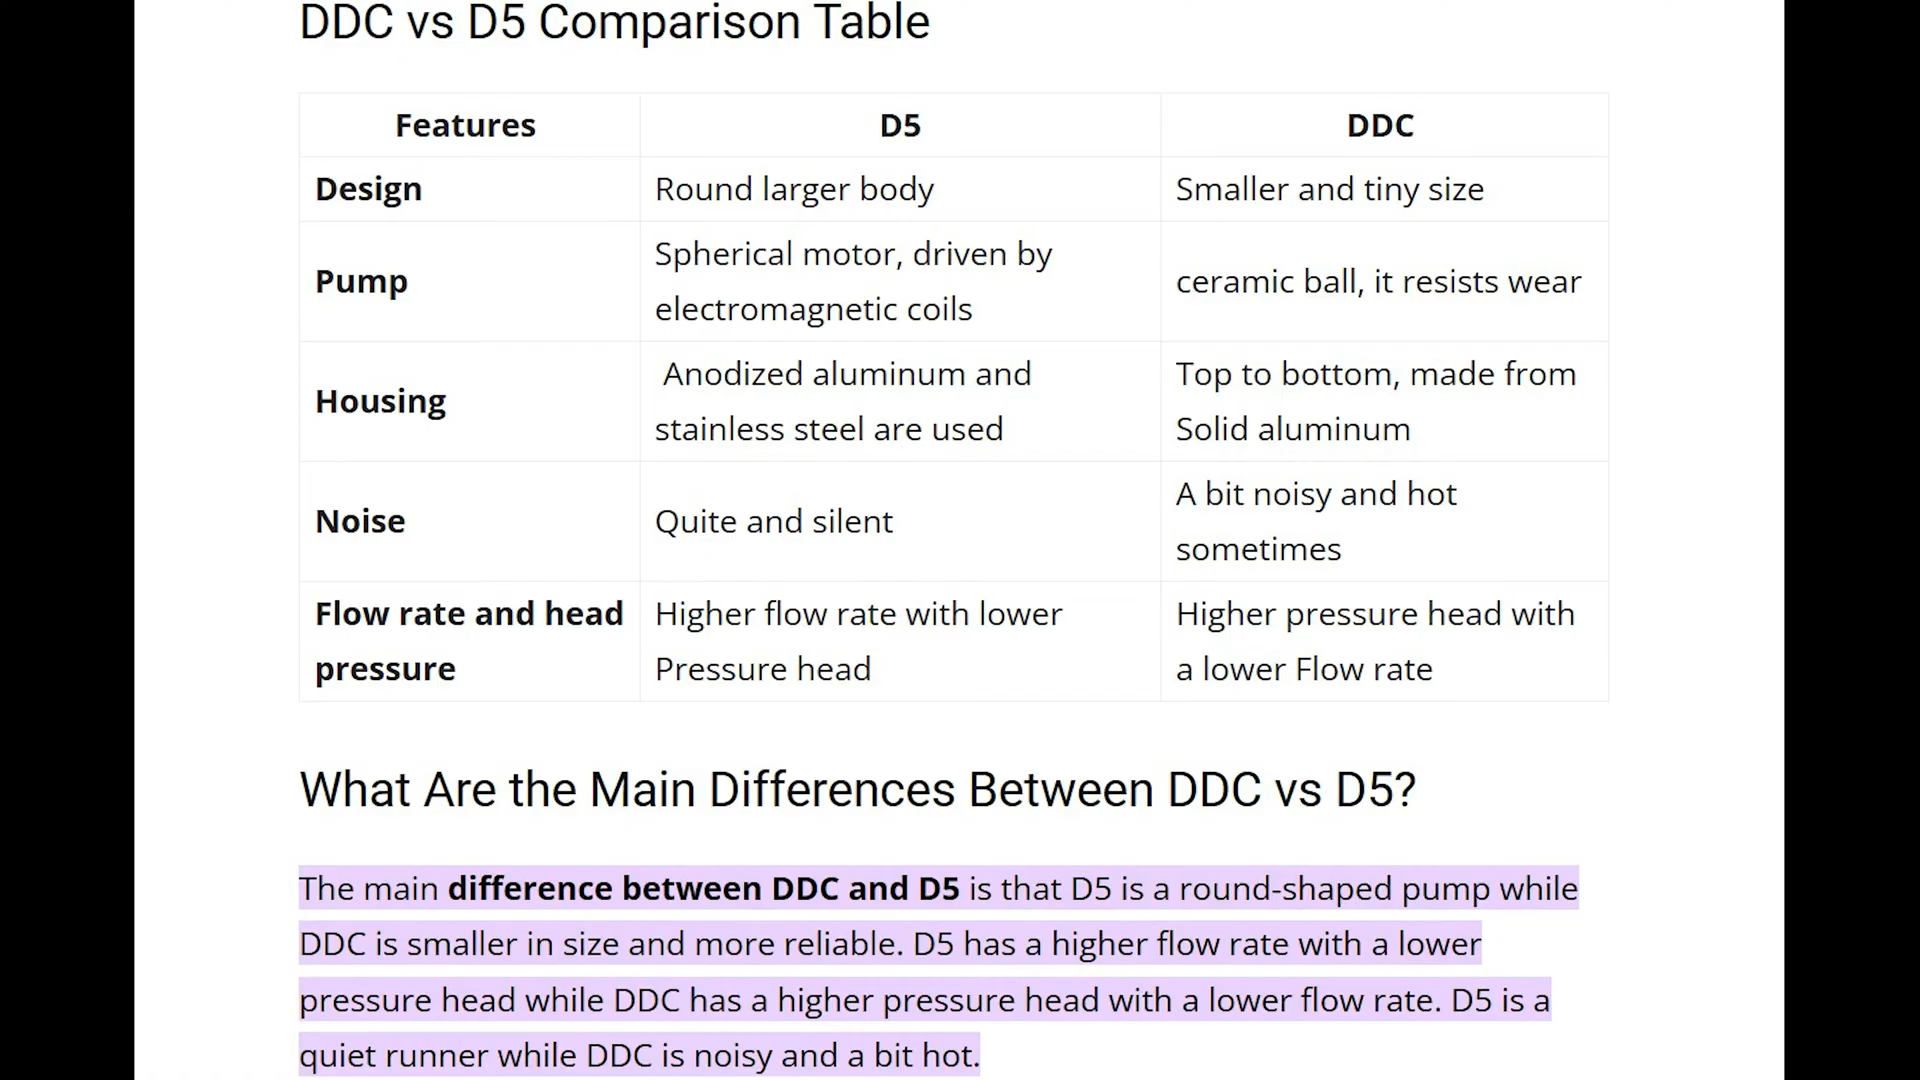 DDC vs D5 Comparison Table
Features D5 DDC
Design Round larger body Smaller and tiny size
Pump Spherical motor, driven by
electromagnetic coils
ceramic ball, it resists wear
Housing Anodized aluminum and
stainless steel are used
Top to bottom, made from
Solid aluminum
Noise Quite and silent
A bit noisy and hot
sometimes
Flow rate and head
pressure
Higher flow rate with lower
Pressure head
Higher pressure head with
a lower Flow rate
What Are the Main Differences Between DDC vs D5?
The main difference between DDC and D5 is that D5 is a round-shaped pump while
DDC is smaller in size and more reliable. D5 has a higher flow rate with a lower
pressure head while DDC has a higher pressure head with a lower flow rate. D5 is a
quiet runner while DDC is noisy and a bit hot.